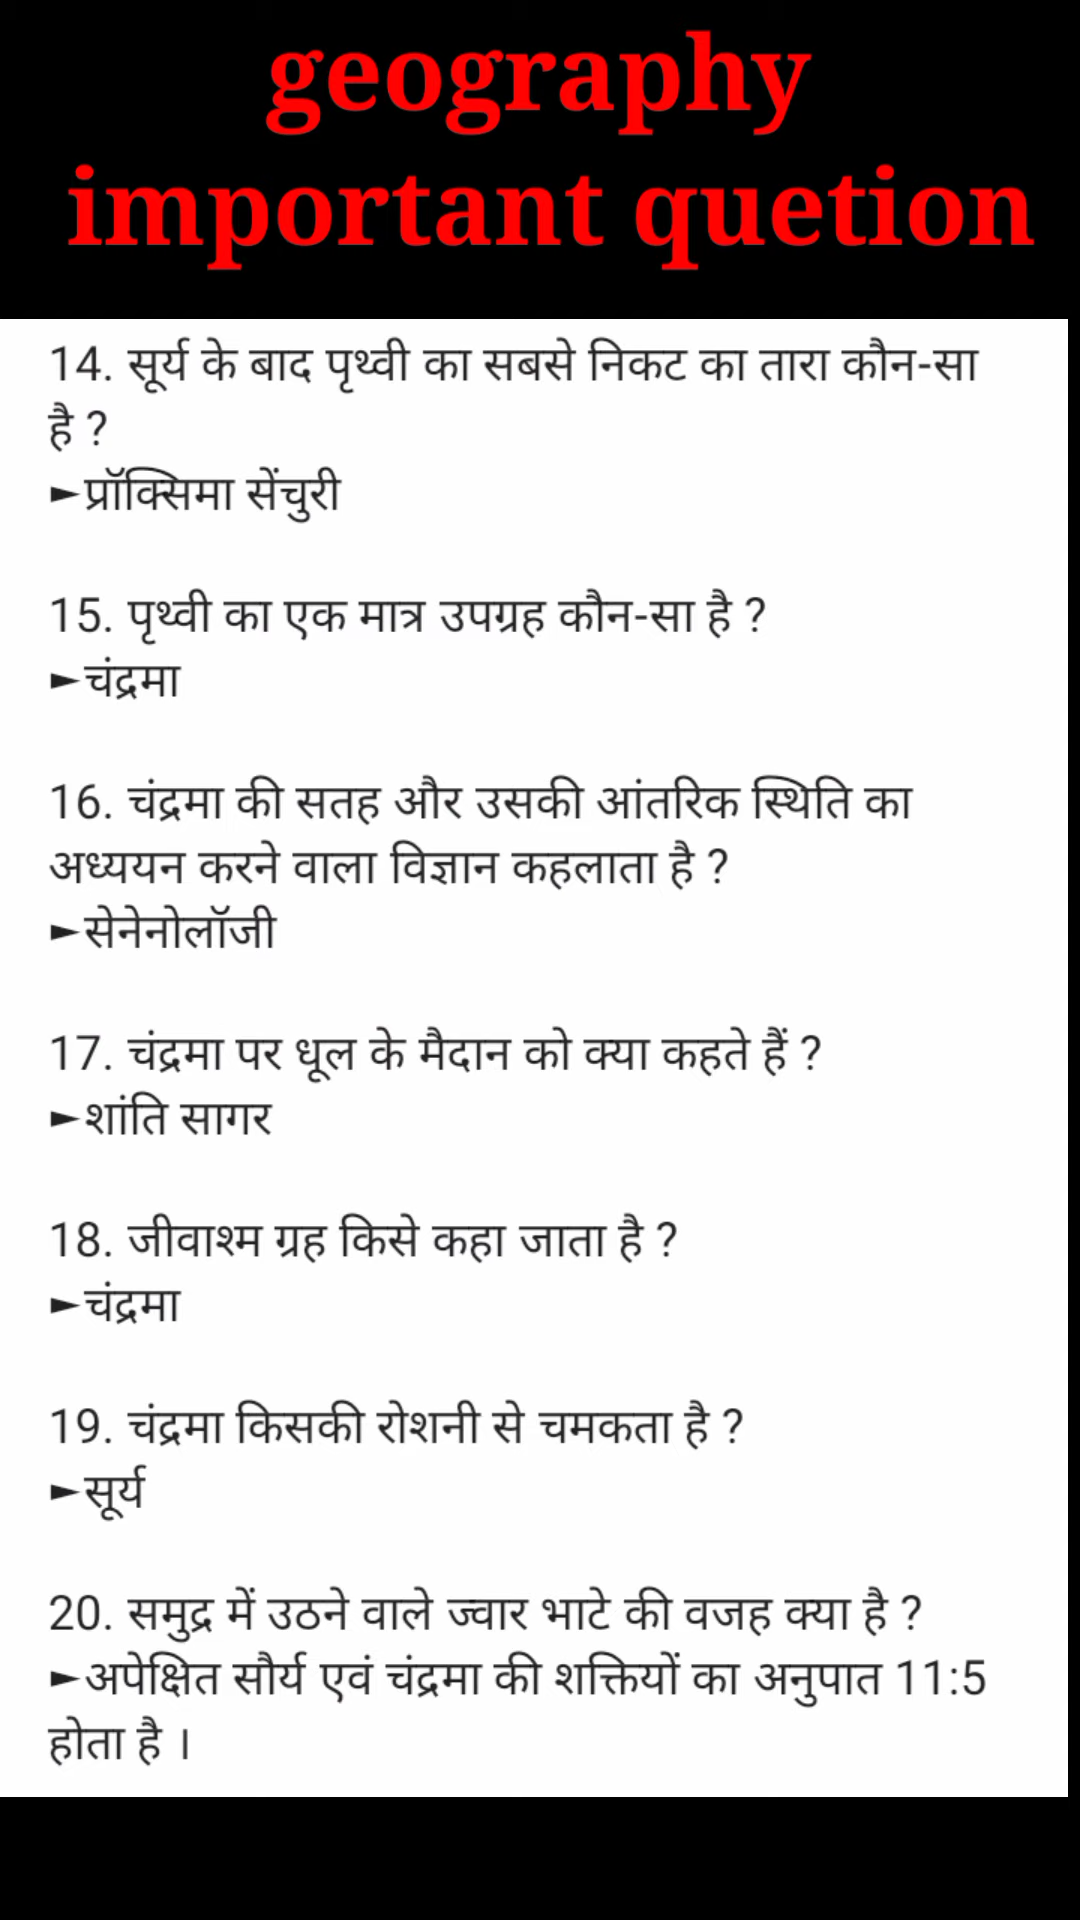 geography
important quetion
14. सूर्य के बाद पृथ्वी का सबसे निकट का तारा कौन-सा
है ?
►प्रॉक्सिमा सेंचुरी
15. पृथ्वी का एक मात्र उपग्रह कौन-सा है ?
►चंद्रमा
16. चंद्रमा की सतह और उसकी आंतरिक स्थिति का
अध्ययन करने वाला विज्ञान कहलाता है ?
►सेनेनोलॉजी
17. चंद्रमा पर धूल के मैदान को क्या कहते हैं ?
►शांति सागर
18. जीवाश्म ग्रह किसे कहा जाता है ?
►चंद्रमा
19. चंद्रमा किसकी रोशनी से चमकता है ?
►सूर्य
20. समुद्र में उठने वाले ज्वार भाटे की वजह क्या है ?
►अपेक्षित सौर्य एवं चंद्रमा की शक्तियों का अनुपात 11:5
होता है ।